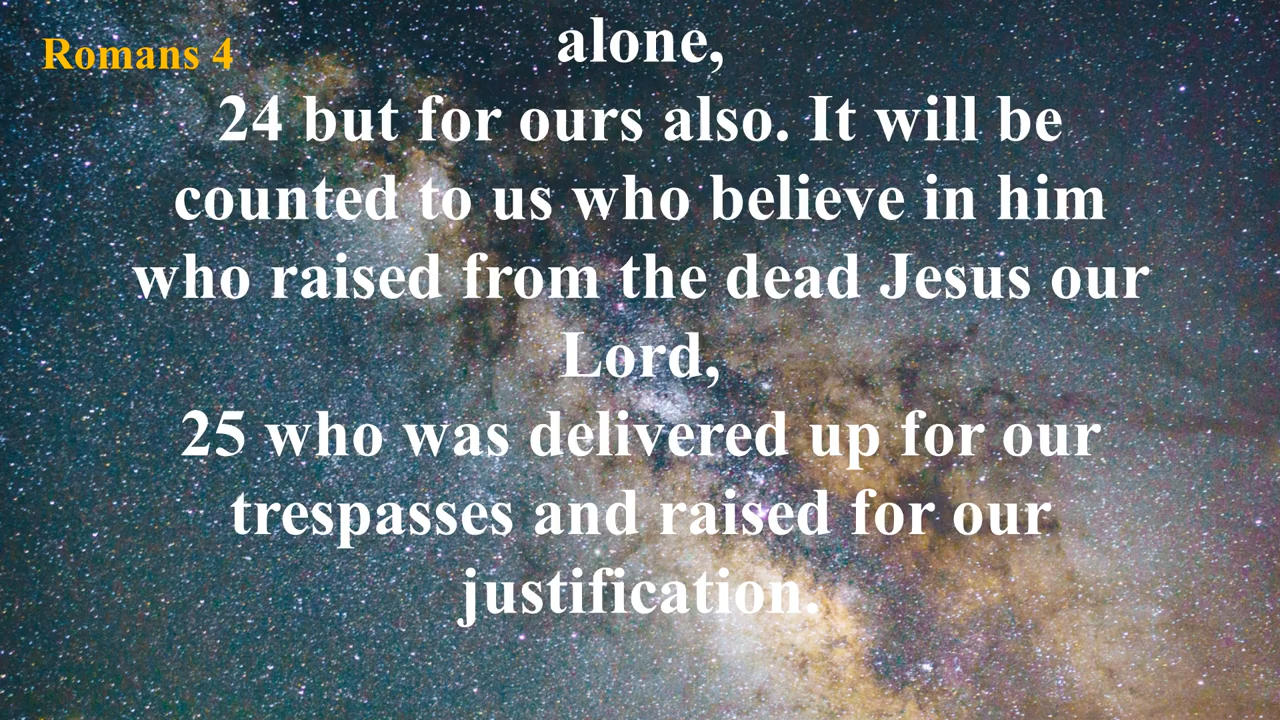 Romans 4
alone,
24 but for ours also. It will be
counted to us who believe in him
who raised from the dead Jesus our
Lord,
25 who was delivered up for our
trespasses and raised for our
justification.